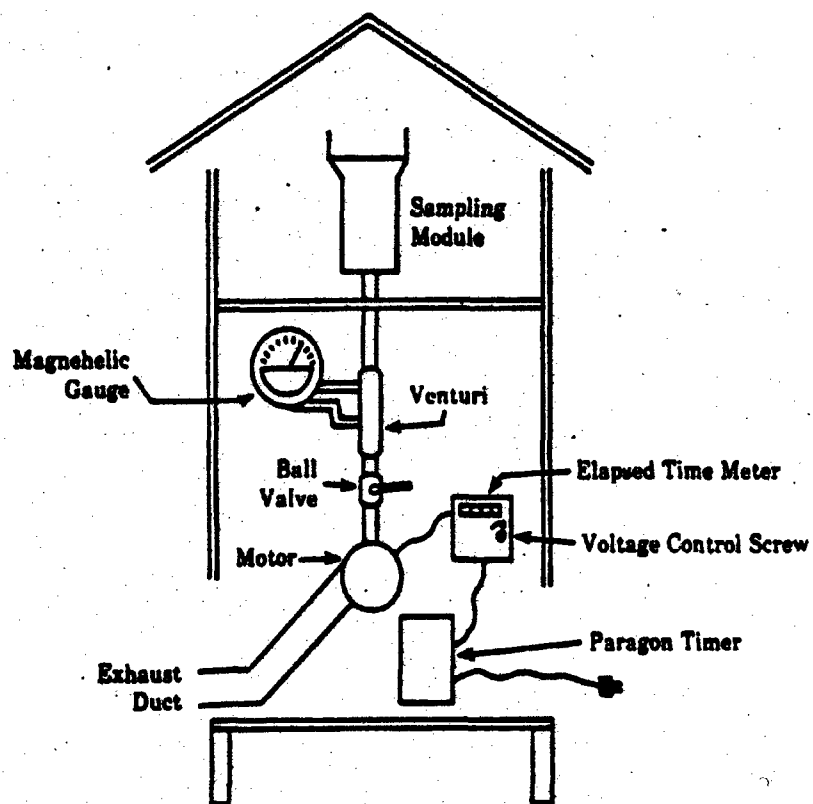 Sampling
Module
Magnehelic
Gauge
Venturi
Ball
Valve
Elapsed Time Meter
Motor
Voltage Control Screw
Paragon Timer
Exhaust
Duct